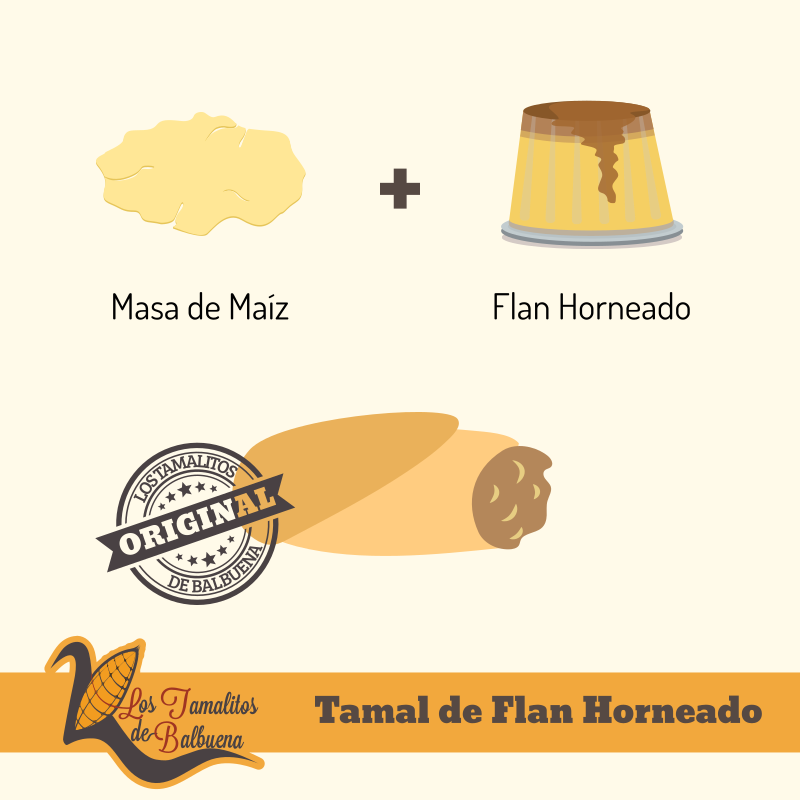 Masa de Maíz
Flan Horneado
LOS TAMALITOS
ORIGINAL
DE BALBUENA
Los Tamalitos
de Balbuena
Tamal de Flan Horneado